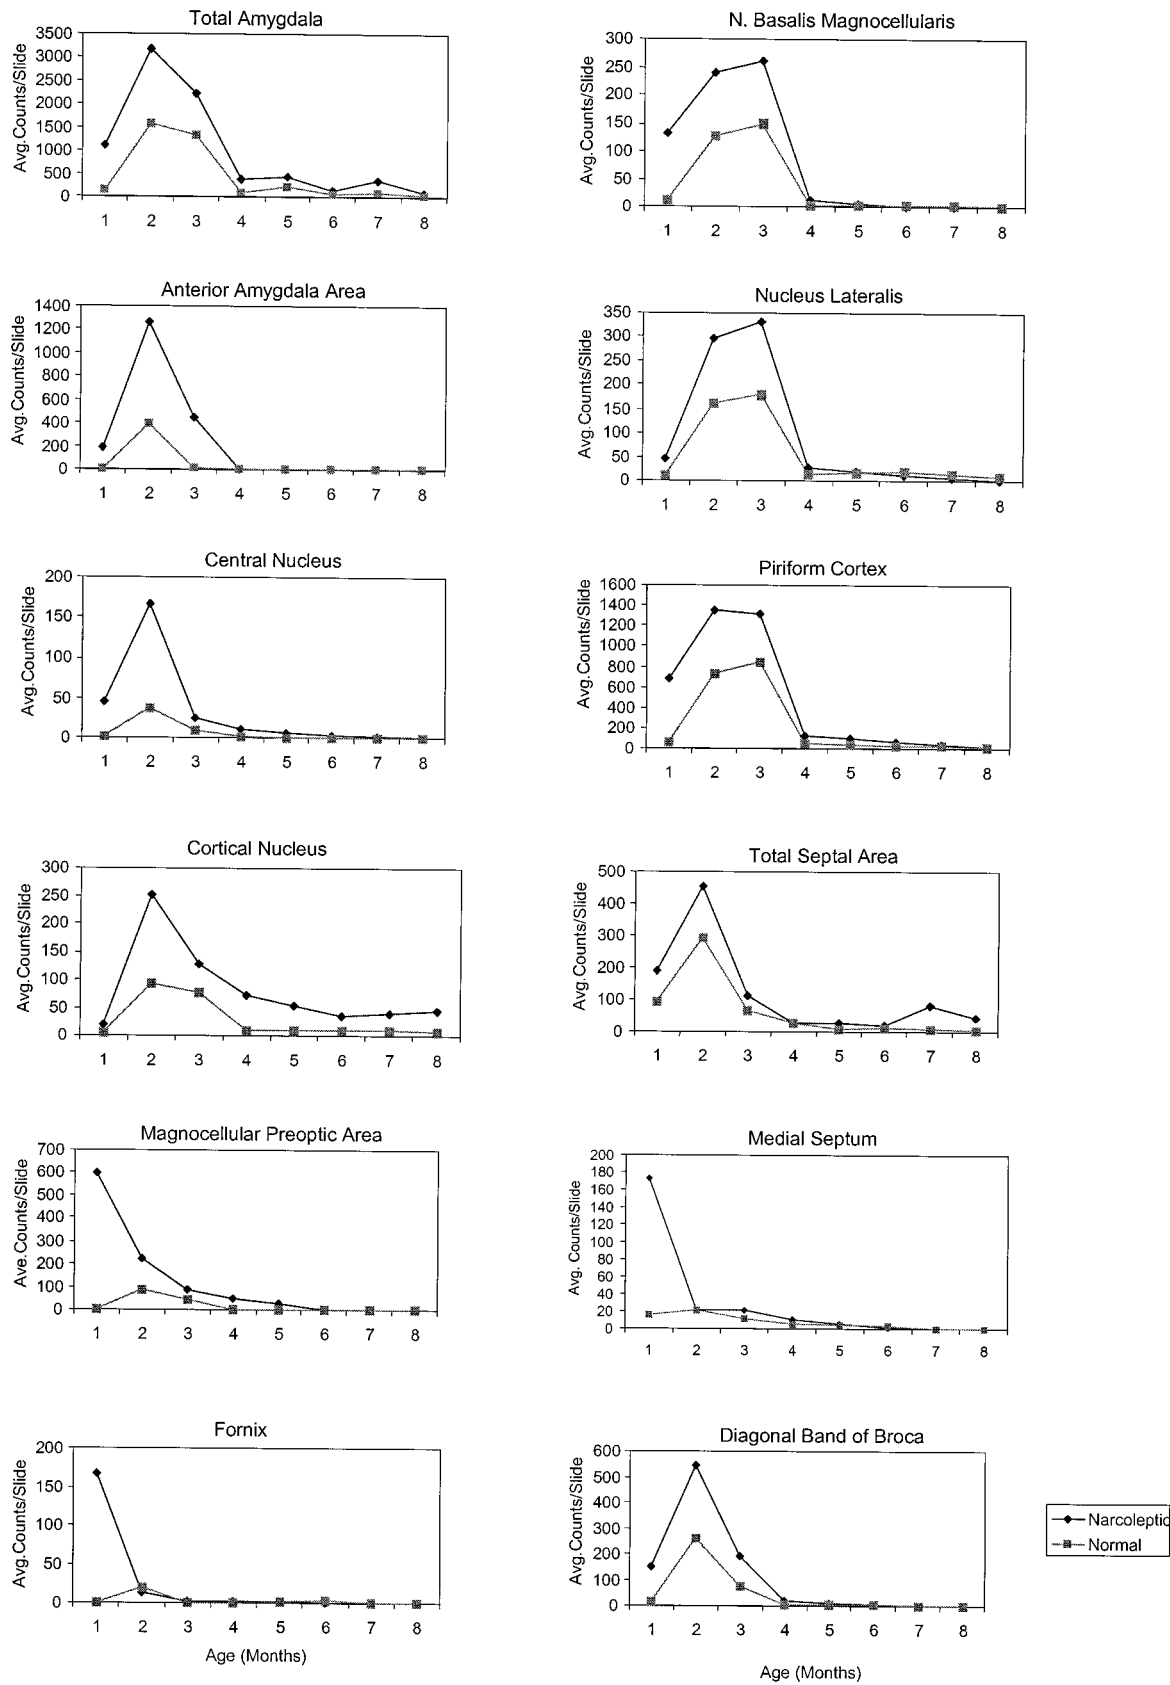 Total Amygdala
Avg.Counts/Slide
3500
3000
2500
2000
1500
1000
500
0
1 2 3 4 5 6 7 8
N. Basalis Magnocellularis
Avg.Counts/Slide
300
250
200
150
100
50
0
1 2 3 4 5 6 7 8
Anterior Amygdala Area
Avg.Counts/Slide
1400
1200
1000
800
600
400
200
0
1 2 3 4 5 6 7 8
Nucleus Lateralis
Avg.Counts/Slide
350
300
250
200
150
100
50
0
1 2 3 4 5 6 7 8
Central Nucleus
Avg.Counts/Slide
200
150
100
50
0
1 2 3 4 5 6 7 8
Piriform Cortex
Avg.Counts/Slide
1600
1400
1200
1000
800
600
400
200
0
1 2 3 4 5 6 7 8
Cortical Nucleus
Avg.Counts/Slide
300
250
200
150
100
50
0
1 2 3 4 5 6 7 8
Total Septal Area
Avg.Counts/Slide
500
400
300
200
100
0
1 2 3 4 5 6 7 8
Magnocellular Preoptic Area
Ave.Counts/Slide
700
600
500
400
300
200
100
0
1 2 3 4 5 6 7 8
Medial Septum
Avg. Counts/Slide
200
180
160
140
120
100
80
60
40
20
0
1 2 3 4 5 6 7 8
Fornix
Avg.Counts/Slide
200
150
100
50
0
1 2 3 4 5 6 7 8
Age (Months)
Diagonal Band of Broca
Avg.Counts/Slide
600
500
400
300
200
100
0
1 2 3 4 5 6 7 8
Age (Months)
Narcoleptic
Normal